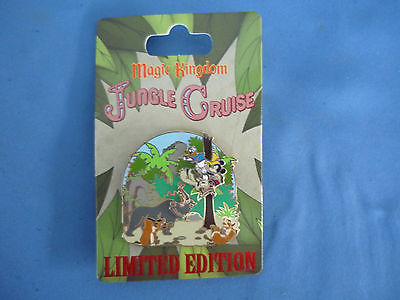 Magic Kingdom
JUNGLE CRUISE
LIMITED EDITION